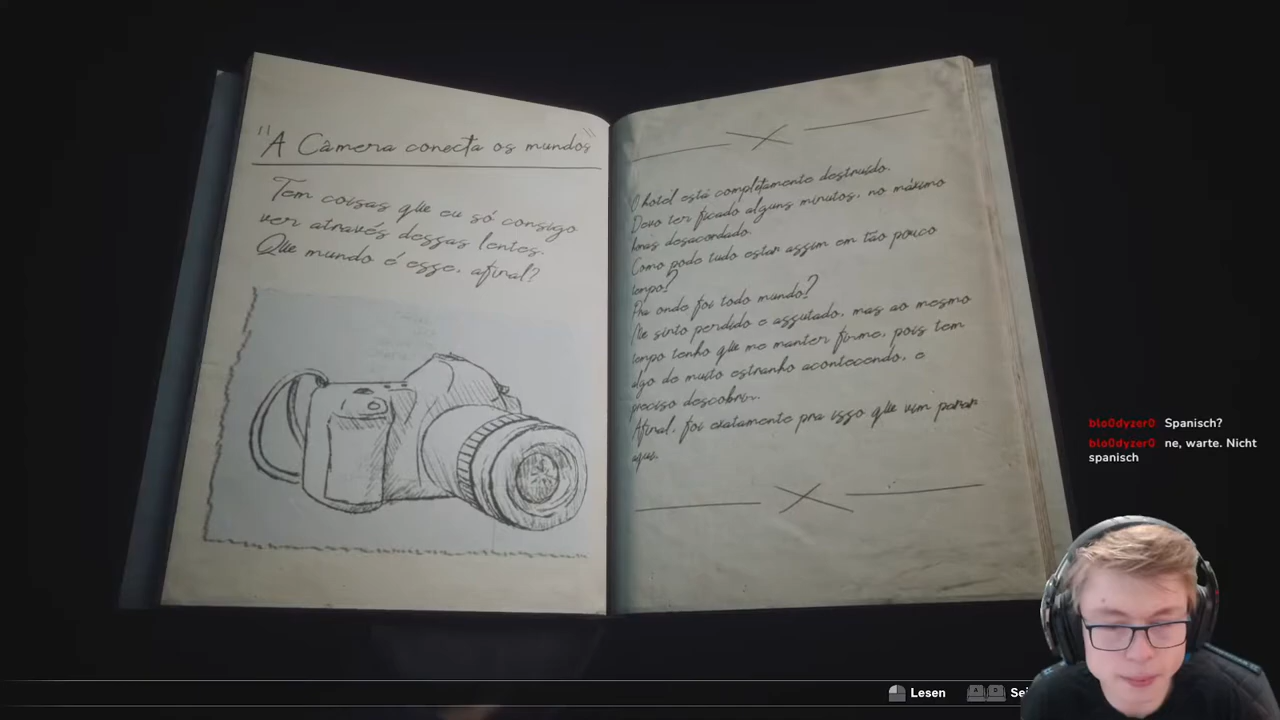 "A Câmera conecta os mundos"
Tem coisas que eu só consigo
ver através dessas lentes.
Que mundo é esse, afinal?
O hotel está completamente destruído.
Devo ter ficado alguns minutos, no máximo
horas desacordado.
Como pode tudo estar assim em tão pouco
tempo?
Pra onde foi todo mundo?
Me sinto perdido e assutado, mas ao mesmo
tempo tenho que me manter firme, pois tem
algo de muito estranho acontecendo, e
preciso descobrir.
Afinal, foi exatamente pra isso que vim parar
aqui.
blo0dyzer0 Spanisch?
blo0dyzer0 ne, warte. Nicht
spanisch
Lesen
A D Sei